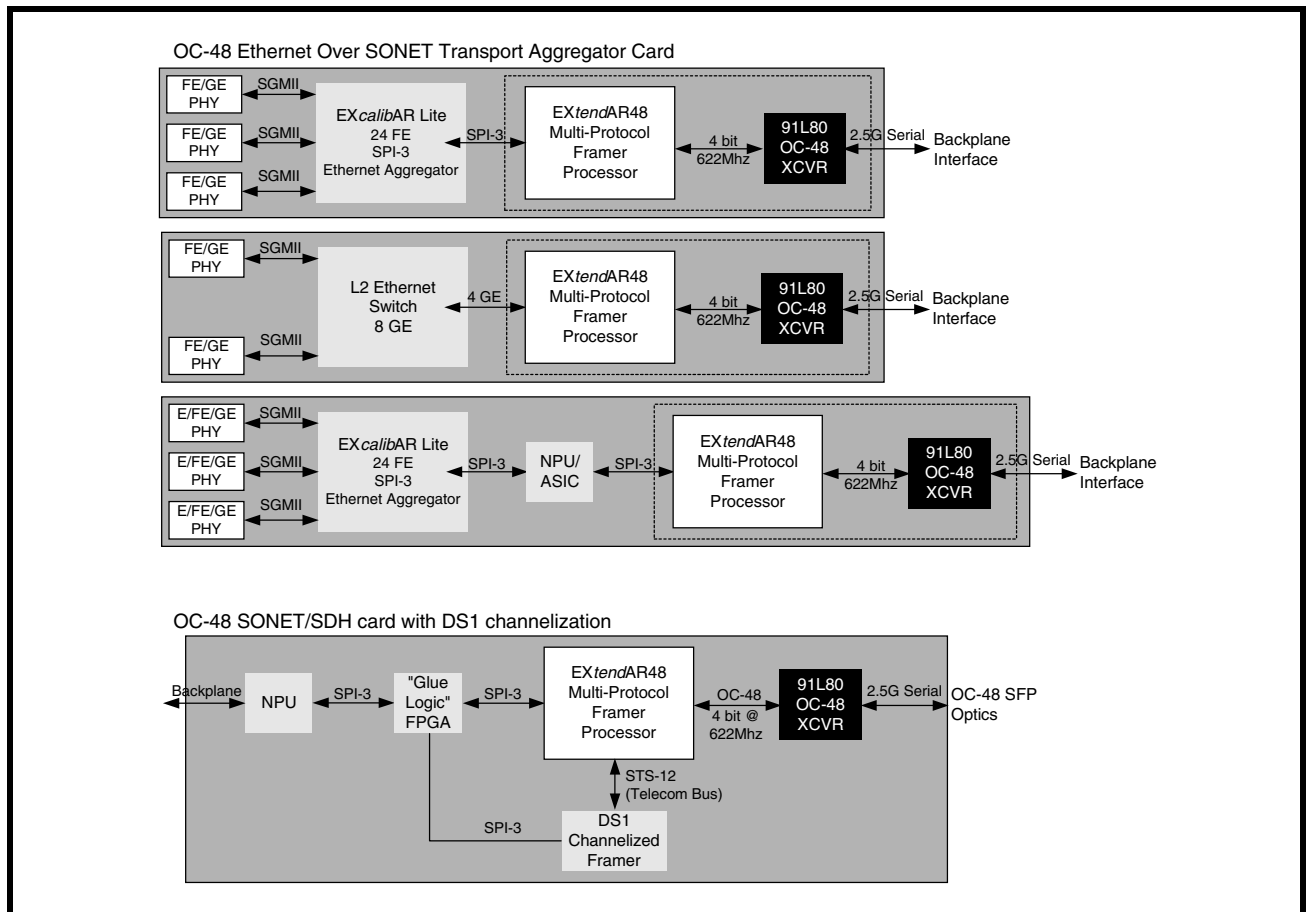 OC-48 Ethernet Over SONET Transport Aggregator Card
FE/GE
PHY
SGMII
FE/GE
PHY
SGMII
FE/GE
PHY
SGMII
EXcalibAR Lite
24 FE
SPI-3
Ethernet Aggregator
SPI-3
EXtendAR48
Multi-Protocol
Framer
Processor
4 bit
622Mhz
91L80
OC-48
XCVR
2.5G Serial
Backplane
Interface
FE/GE
PHY
SGMII
FE/GE
PHY
SGMII
L2 Ethernet
Switch
8 GE
4 GE
EXtendAR48
Multi-Protocol
Framer
Processor
4 bit
622Mhz
91L80
OC-48
XCVR
2.5G Serial
Backplane
Interface
E/FE/GE
PHY
SGMII
E/FE/GE
PHY
SGMII
E/FE/GE
PHY
SGMII
EXcalibAR Lite
24 FE
SPI-3
Ethernet Aggregator
SPI-3
NPU/
ASIC
SPI-3
EXtendAR48
Multi-Protocol
Framer
Processor
4 bit
622Mhz
91L80
OC-48
XCVR
2.5G Serial
Backplane
Interface
OC-48 SONET/SDH card with DS1 channelization
Backplane
NPU
SPI-3
"Glue
Logic"
FPGA
SPI-3
EXtendAR48
Multi-Protocol
Framer
Processor
OC-48
4 bit @
622Mhz
91L80
OC-48
XCVR
2.5G Serial
OC-48 SFP
Optics
STS-12
(Telecom Bus)
SPI-3
DS1
Channelized
Framer